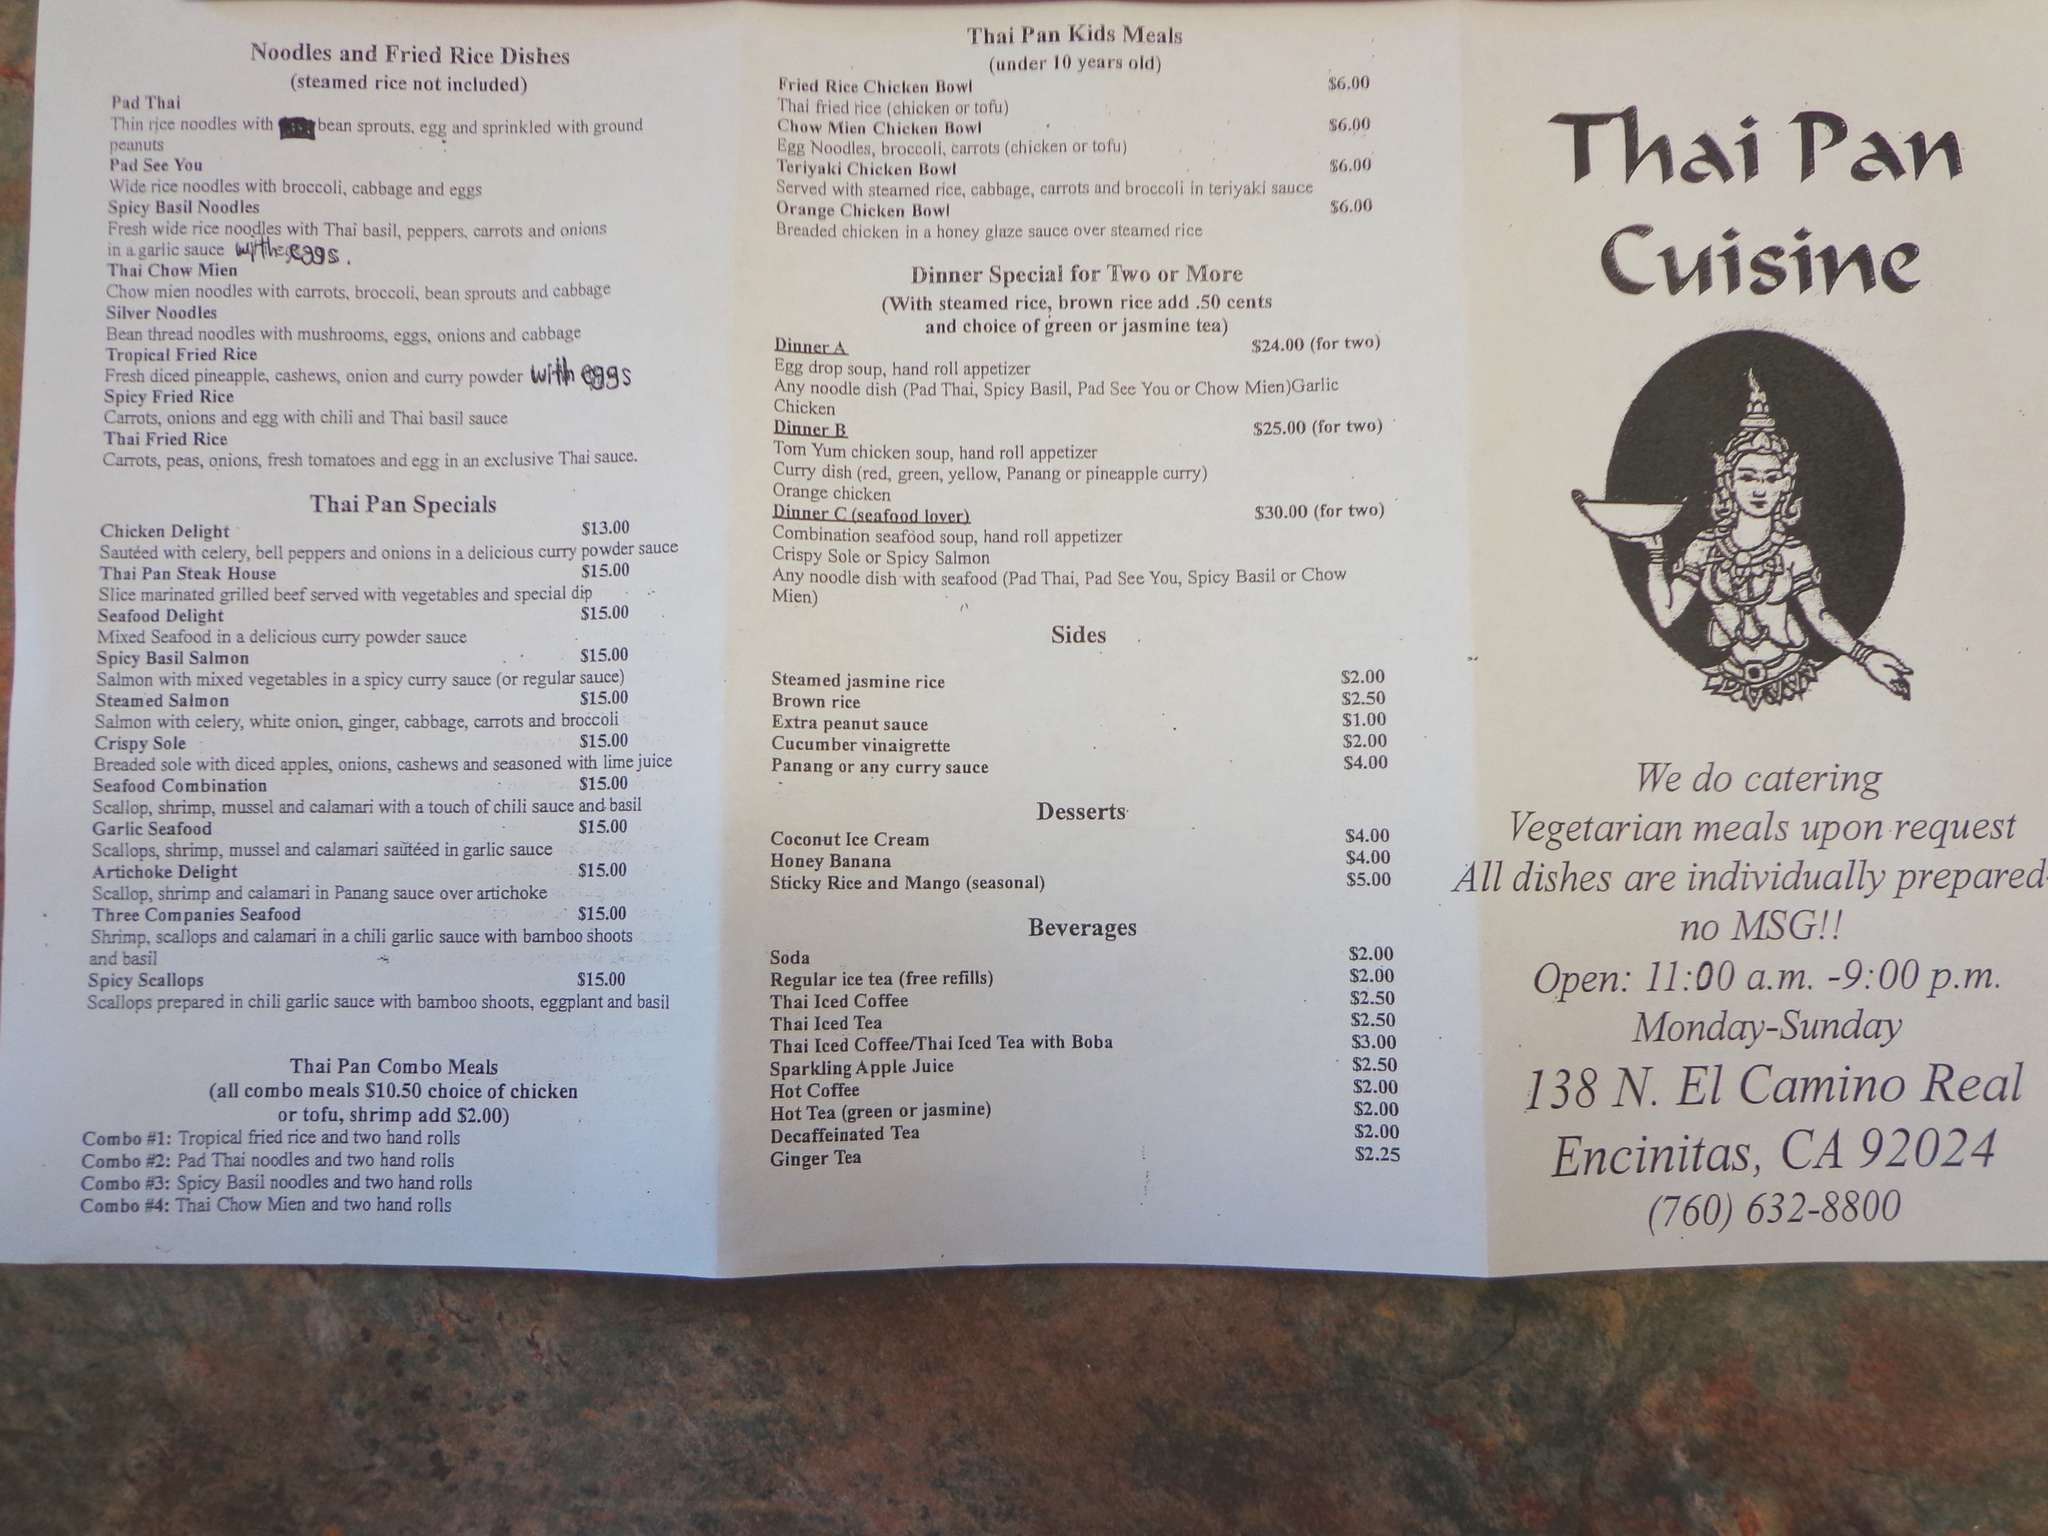 Noodles and Fried Rice Dishes
(steamed rice not included)
Pad Thai
Thin rice noodles with bean sprouts, egg and sprinkled with ground
peanuts
Pad See You
Wide rice noodles with broccoli, cabbage and eggs
Spicy Basil Noodles
Fresh wide rice noodles with Thai basil, peppers, carrots and onions
in a garlic sauce with eggs.
Thai Chow Mien
Chow mien noodles with carrots, broccoli, bean sprouts and cabbage
Silver Noodles
Bean thread noodles with mushrooms, eggs, onions and cabbage
Tropical Fried Rice
Fresh diced pineapple, cashews, onion and curry powder with eggs
Spicy Fried Rice
Carrots, onions and egg with chili and Thai basil sauce
Thai Fried Rice
Carrots, peas, onions, fresh tomatoes and egg in an exclusive Thai sauce.
Thai Pan Specials
Chicken Delight $13.00
Sautéed with celery, bell peppers and onions in a delicious curry powder sauce
Thai Pan Steak House $15.00
Slice marinated grilled beef served with vegetables and special dip
Seafood Delight $15.00
Mixed Seafood in a delicious curry powder sauce
Spicy Basil Salmon $15.00
Salmon with mixed vegetables in a spicy curry sauce (or regular sauce)
Steamed Salmon $15.00
Salmon with celery, white onion, ginger, cabbage, carrots and broccoli
Crispy Sole $15.00
Breaded sole with diced apples, onions, cashews and seasoned with lime juice
Seafood Combination $15.00
Scallop, shrimp, mussel and calamari with a touch of chili sauce and basil
Garlic Seafood $15.00
Scallops, shrimp, mussel and calamari sautéed in garlic sauce
Artichoke Delight $15.00
Scallop, shrimp and calamari in Panang sauce over artichoke
Three Companies Seafood $15.00
Shrimp, scallops and calamari in a chili garlic sauce with bamboo shoots
and basil
Spicy Scallops $15.00
Scallops prepared in chili garlic sauce with bamboo shoots, eggplant and basil
Thai Pan Combo Meals
(all combo meals $10.50 choice of chicken
or tofu, shrimp add $2.00)
Combo #1: Tropical fried rice and two hand rolls
Combo #2: Pad Thai noodles and two hand rolls
Combo #3: Spicy Basil noodles and two hand rolls
Combo #4: Thai Chow Mien and two hand rolls
Thai Pan Kids Meals
(under 10 years old)
Fried Rice Chicken Bowl $6.00
Thai fried rice (chicken or tofu)
Chow Mien Chicken Bowl $6.00
Egg Noodles, broccoli, carrots (chicken or tofu)
Teriyaki Chicken Bowl $6.00
Served with steamed rice, cabbage, carrots and broccoli in teriyaki sauce
Orange Chicken Bowl $6.00
Breaded chicken in a honey glaze sauce over steamed rice
Dinner Special for Two or More
(With steamed rice, brown rice add .50 cents
and choice of green or jasmine tea)
Dinner A $24.00 (for two)
Egg drop soup, hand roll appetizer
Any noodle dish (Pad Thai, Spicy Basil, Pad See You or Chow Mien)Garlic
Chicken
Dinner B $25.00 (for two)
Tom Yum chicken soup, hand roll appetizer
Curry dish (red, green, yellow, Panang or pineapple curry)
Orange chicken
Dinner C (seafood lover) $30.00 (for two)
Combination seafood soup, hand roll appetizer
Crispy Sole or Spicy Salmon
Any noodle dish with seafood (Pad Thai, Pad See You, Spicy Basil or Chow
Mien)
Sides
Steamed jasmine rice $2.00
Brown rice $2.50
Extra peanut sauce $1.00
Cucumber vinaigrette $2.00
Panang or any curry sauce $4.00
Desserts
Coconut Ice Cream $4.00
Honey Banana $4.00
Sticky Rice and Mango (seasonal) $5.00
Beverages
Soda $2.00
Regular ice tea (free refills) $2.00
Thai Iced Coffee $2.50
Thai Iced Tea $2.50
Thai Iced Coffee/Thai Iced Tea with Boba $3.00
Sparkling Apple Juice $2.50
Hot Coffee $2.00
Hot Tea (green or jasmine) $2.00
Decaffeinated Tea $2.00
Ginger Tea $2.25
Thai Pan
Cuisine
We do catering
Vegetarian meals upon request
All dishes are individually prepared-
no MSG!!
Open: 11:00 a.m. -9:00 p.m.
Monday-Sunday
138 N. El Camino Real
Encinitas, CA 92024
(760) 632-8800